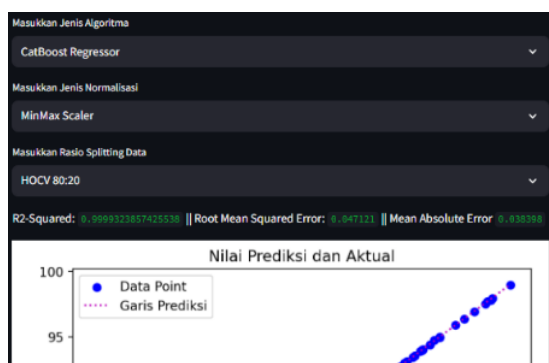 Masukkan Jenis Algoritma
CatBoost Regressor
Masukkan Jenis Normalisasi
MinMax Scaler
Masukkan Rasio Splitting Data
HOCV 80:20
R2-Squared: 0.9999323857425538 || Root Mean Squared Error: 0.047121 || Mean Absolute Error 0.038398
Nilai Prediksi dan Aktual
100
Data Point
Garis Prediksi
95